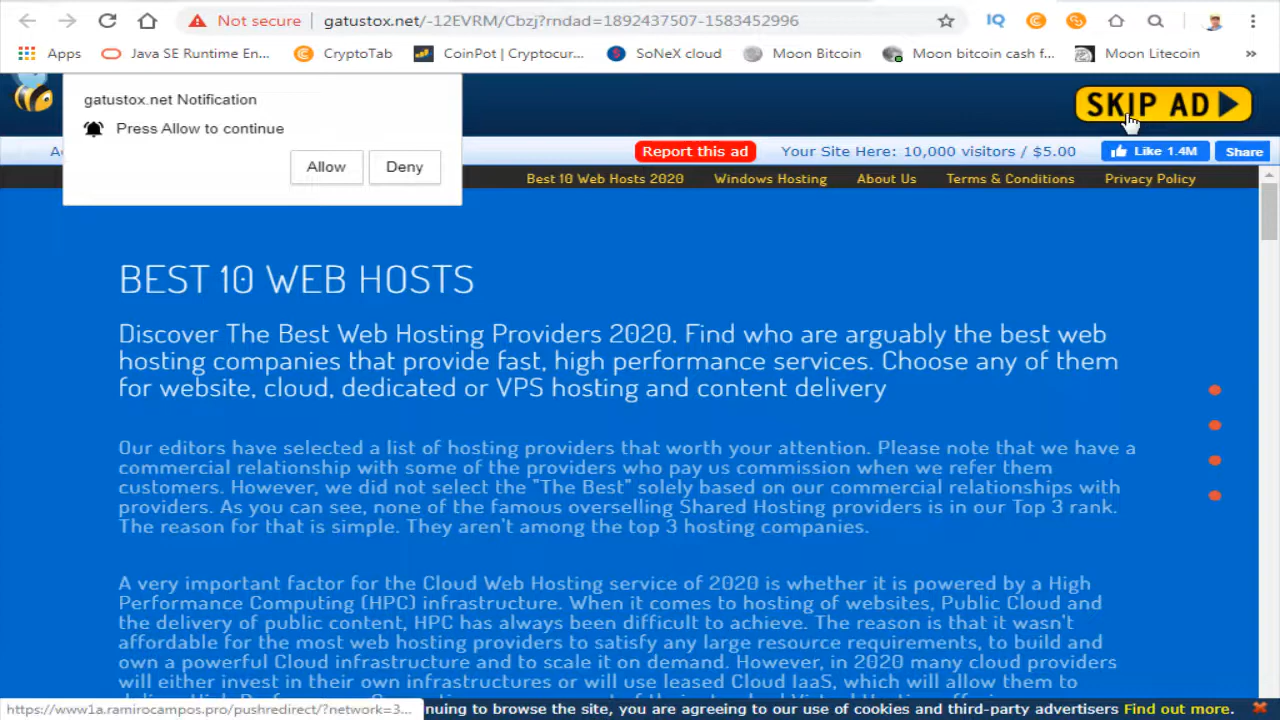 Not secure gatustox.net/-12EVRM/Cbzj?rndad=1892437507-1583452996
IQ
Apps Java SE Runtime En... CryptoTab CoinPot | Cryptocur... SoNeX cloud Moon Bitcoin Moon bitcoin cash f... Moon Litecoin »
gatustox.net Notification
Press Allow to continue
Allow Deny
SKIP AD
Report this ad Your Site Here: 10,000 visitors / $5.00 Like 1.4M Share
Best 10 Web Hosts 2020 Windows Hosting About Us Terms & Conditions Privacy Policy
BEST 10 WEB HOSTS
Discover The Best Web Hosting Providers 2020. Find who are arguably the best web
hosting companies that provide fast, high performance services. Choose any of them
for website, cloud, dedicated or VPS hosting and content delivery
Our editors have selected a list of hosting providers that worth your attention. Please note that we have a
commercial relationship with some of the providers who pay us commission when we refer them
customers. However, we did not select the "The Best" solely based on our commercial relationships with
providers. As you can see, none of the famous overselling Shared Hosting providers is in our Top 3 rank.
The reason for that is simple. They aren't among the top 3 hosting companies.
A very important factor for the Cloud Web Hosting service of 2020 is whether it is powered by a High
Performance Computing (HPC) infrastructure. When it comes to hosting of websites, Public Cloud and
the delivery of public content, HPC has always been difficult to achieve. The reason is that it wasn't
affordable for the most web hosting providers to satisfy any large resource requirements, to build and
own a powerful Cloud infrastructure and to scale it on demand. However, in 2020 many cloud providers
will either invest in their own infrastructures or will use leased Cloud IaaS, which will allow them to
https://www1a.ramirocampos.pro/pushredirect/?network=3... nuing to browse the site, you are agreeing to our use of cookies and third-party advertisers Find out more.